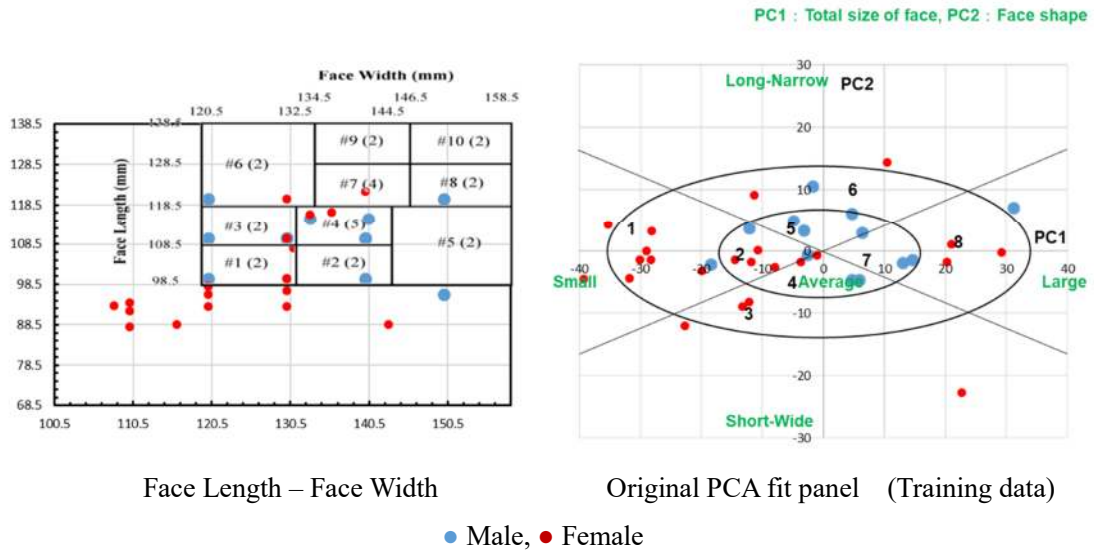 PC1 : Total size of face, PC2 : Face shape
Face Width (mm)
134.5 146.5 158.5
120.5 132.5 144.5
138.5 138.5
#9 (2) #10 (2)
#6 (2)
128.5 128.5
#7 (4) #8 (2)
118.5 118.5
Face Length (mm)
#3 (2) #4 (5)
#5 (2)
108.5 108.5
#1 (2) #2 (2)
98.5 98.5
88.5
78.5
68.5
100.5 110.5 120.5 130.5 140.5 150.5
30
Long-Narrow PC2
20
10 6
1 5 PC1
8
2 7
0
-40 -30 -20 -10 0 10 20 30 40
Small 4 Average Large
3
-10
-20
Short-Wide
-30
Face Length – Face Width
Original PCA fit panel (Training data)
● Male, ● Female